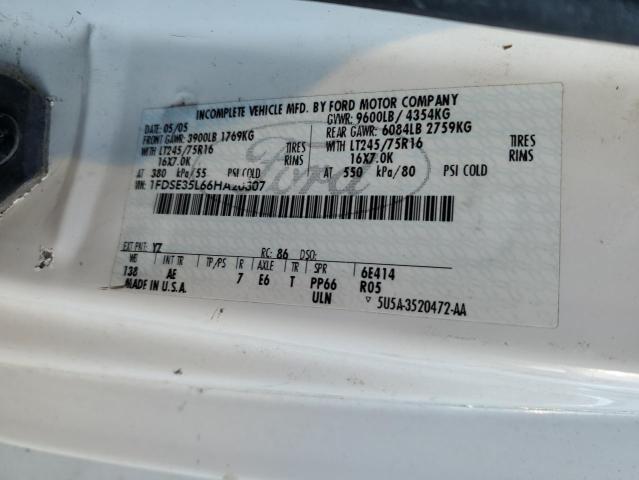 INCOMPLETE VEHICLE MFD. BY FORD MOTOR COMPANY
DATE: 05/05 GVWR: 9600LB/ 4354KG
FRONT GAWR: 3900LB 1769KG REAR GAWR: 6084LB 2759KG
WITH LT245/75R16 TIRES WITH LT245/75R16 TIRES
16X7.0K RIMS 16X7.0K RIMS
AT 380 kPa/55 PSI COLD AT 550 kPa/80 PSI COLD
VIN: 1FDSE35L66HA20307
Ford
EXT PNT: YZ RC: 86 DSO:
WB INT TR TP/PS R AXLE TR SPR 6E414
138 AE 7 E6 T PP66 R05
MADE IN U.S.A. ULN ▽ 5U5A-3520472-AA